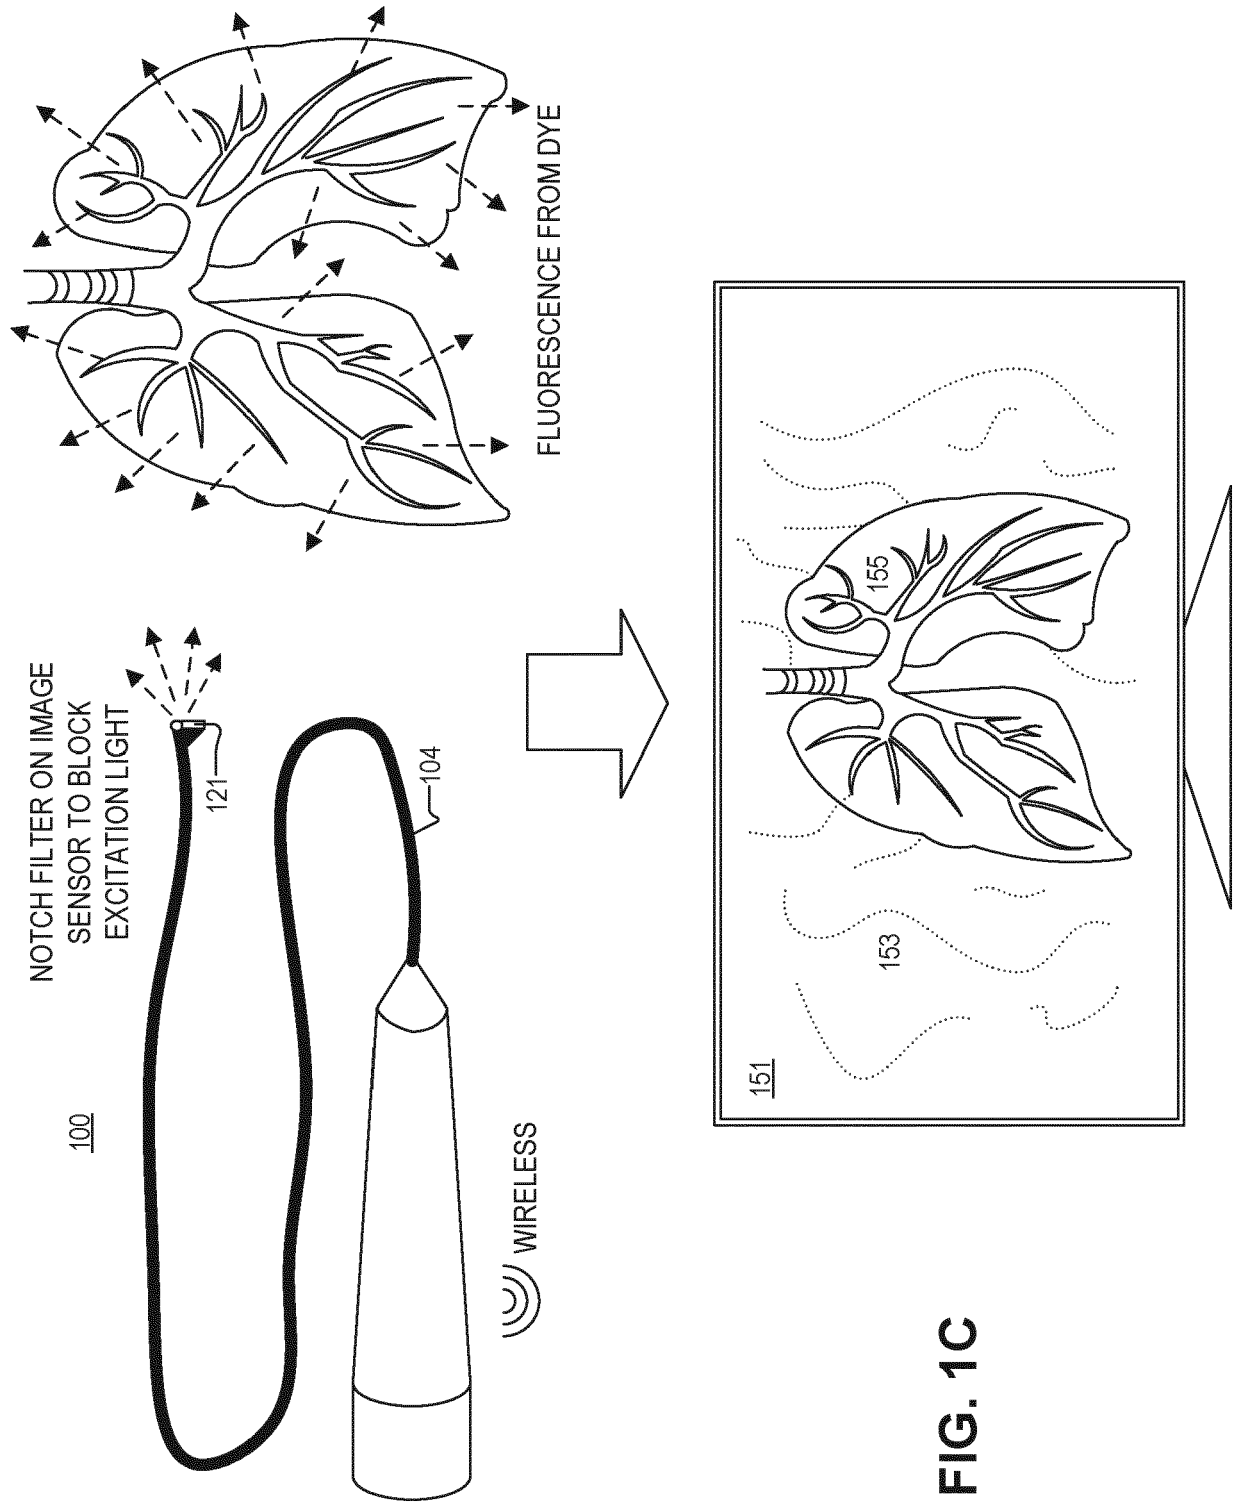 100
NOTCH FILTER ON IMAGE
SENSOR TO BLOCK
EXCITATION LIGHT
121
104
WIRELESS
FLUORESCENCE FROM DYE
151
153
155
FIG. 1C